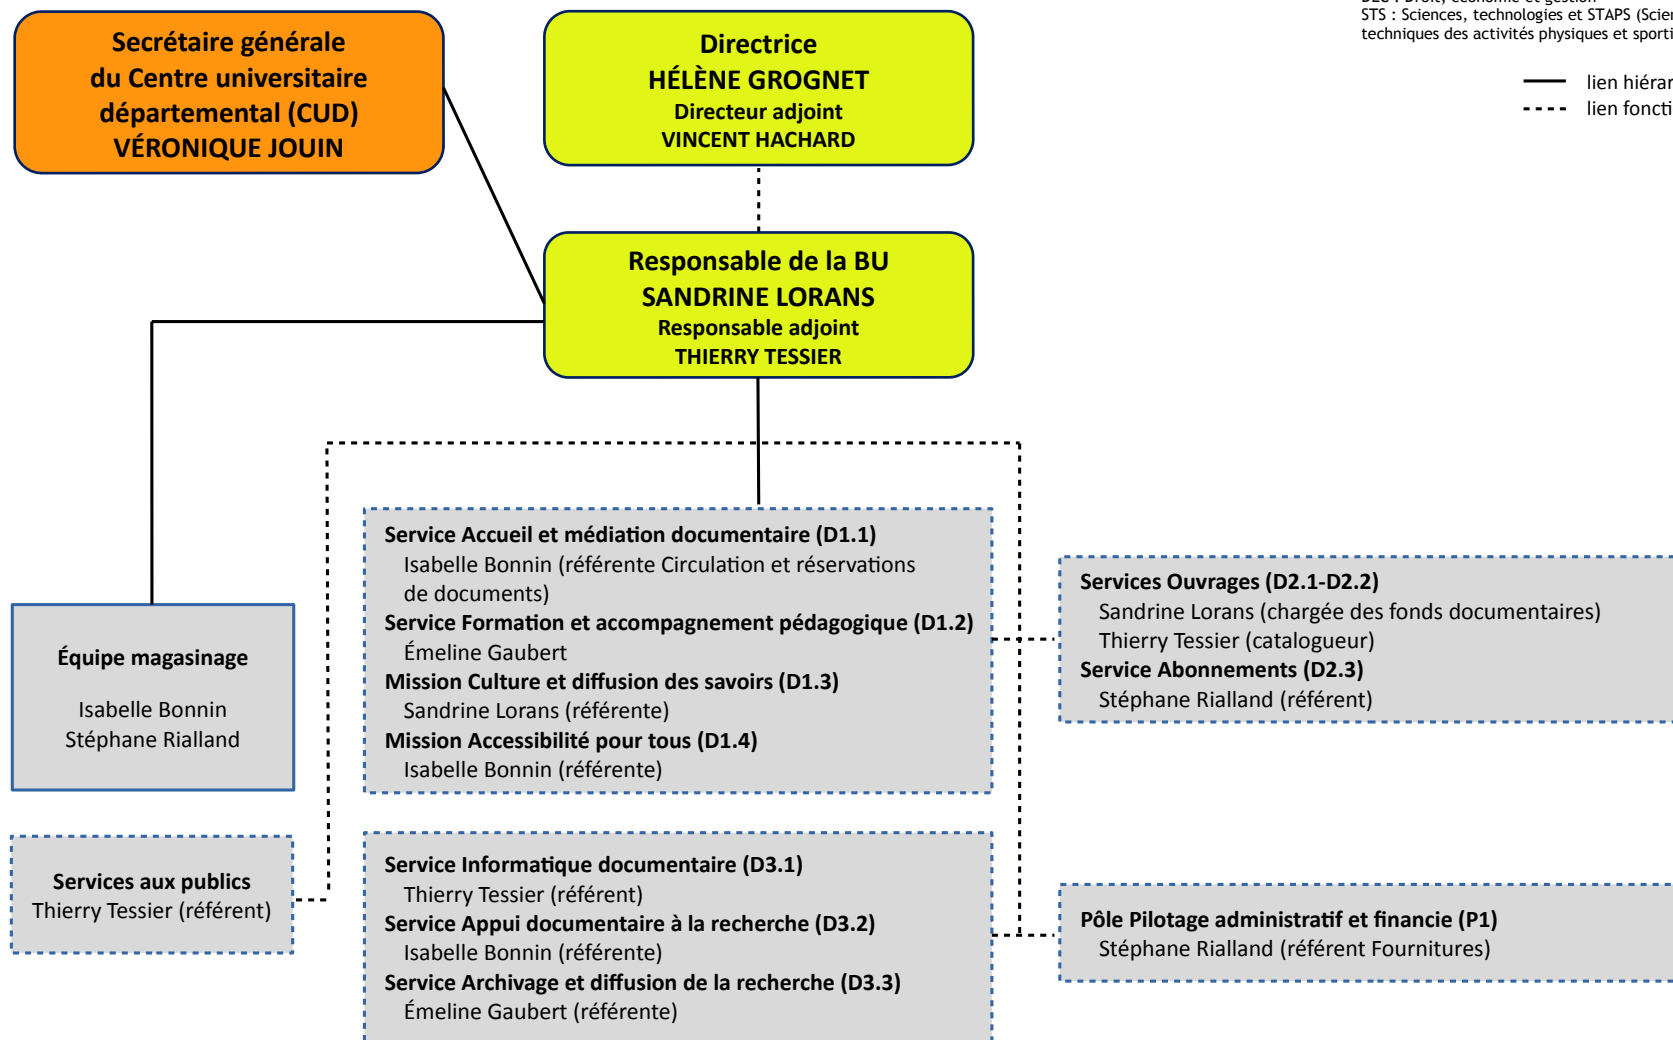 Secrétaire générale
du Centre universitaire
départemental (CUD)
VÉRONIQUE JOUIN
Directrice
HÉLÈNE GROGNET
Directeur adjoint
VINCENT HACHARD
STS : Sciences, technologies et STAPS
techniques des activités physiques et
lien
lien
Responsable de la BU
SANDRINE LORANS
Responsable adjoint
THIERRY TESSIER
Équipe magasinage
Isabelle Bonnin
Stéphane Rialland
Services aux publics
Thierry Tessier (référent)
Service Accueil et médiation documentaire (D1.1)
Isabelle Bonnin (référente Circulation et réservations
de documents)
Service Formation et accompagnement pédagogique (D1.2)
Émeline Gaubert
Mission Culture et diffusion des savoirs (D1.3)
Sandrine Lorans (référente)
Mission Accessibilité pour tous (D1.4)
Isabelle Bonnin (référente)
Service Informatique documentaire (D3.1)
Thierry Tessier (référent)
Service Appui documentaire à la recherche (D3.2)
Isabelle Bonnin (référente)
Service Archivage et diffusion de la recherche (D3.3)
Émeline Gaubert (référente)
Services Ouvrages (D2.1-D2.2)
Sandrine Lorans (chargée des fonds documentaires)
Thierry Tessier (catalogueur)
Service Abonnements (D2.3)
Stéphane Rialland (référent)
Pôle Pilotage administratif et financie (P1)
Stéphane Rialland (référent Fournitures)